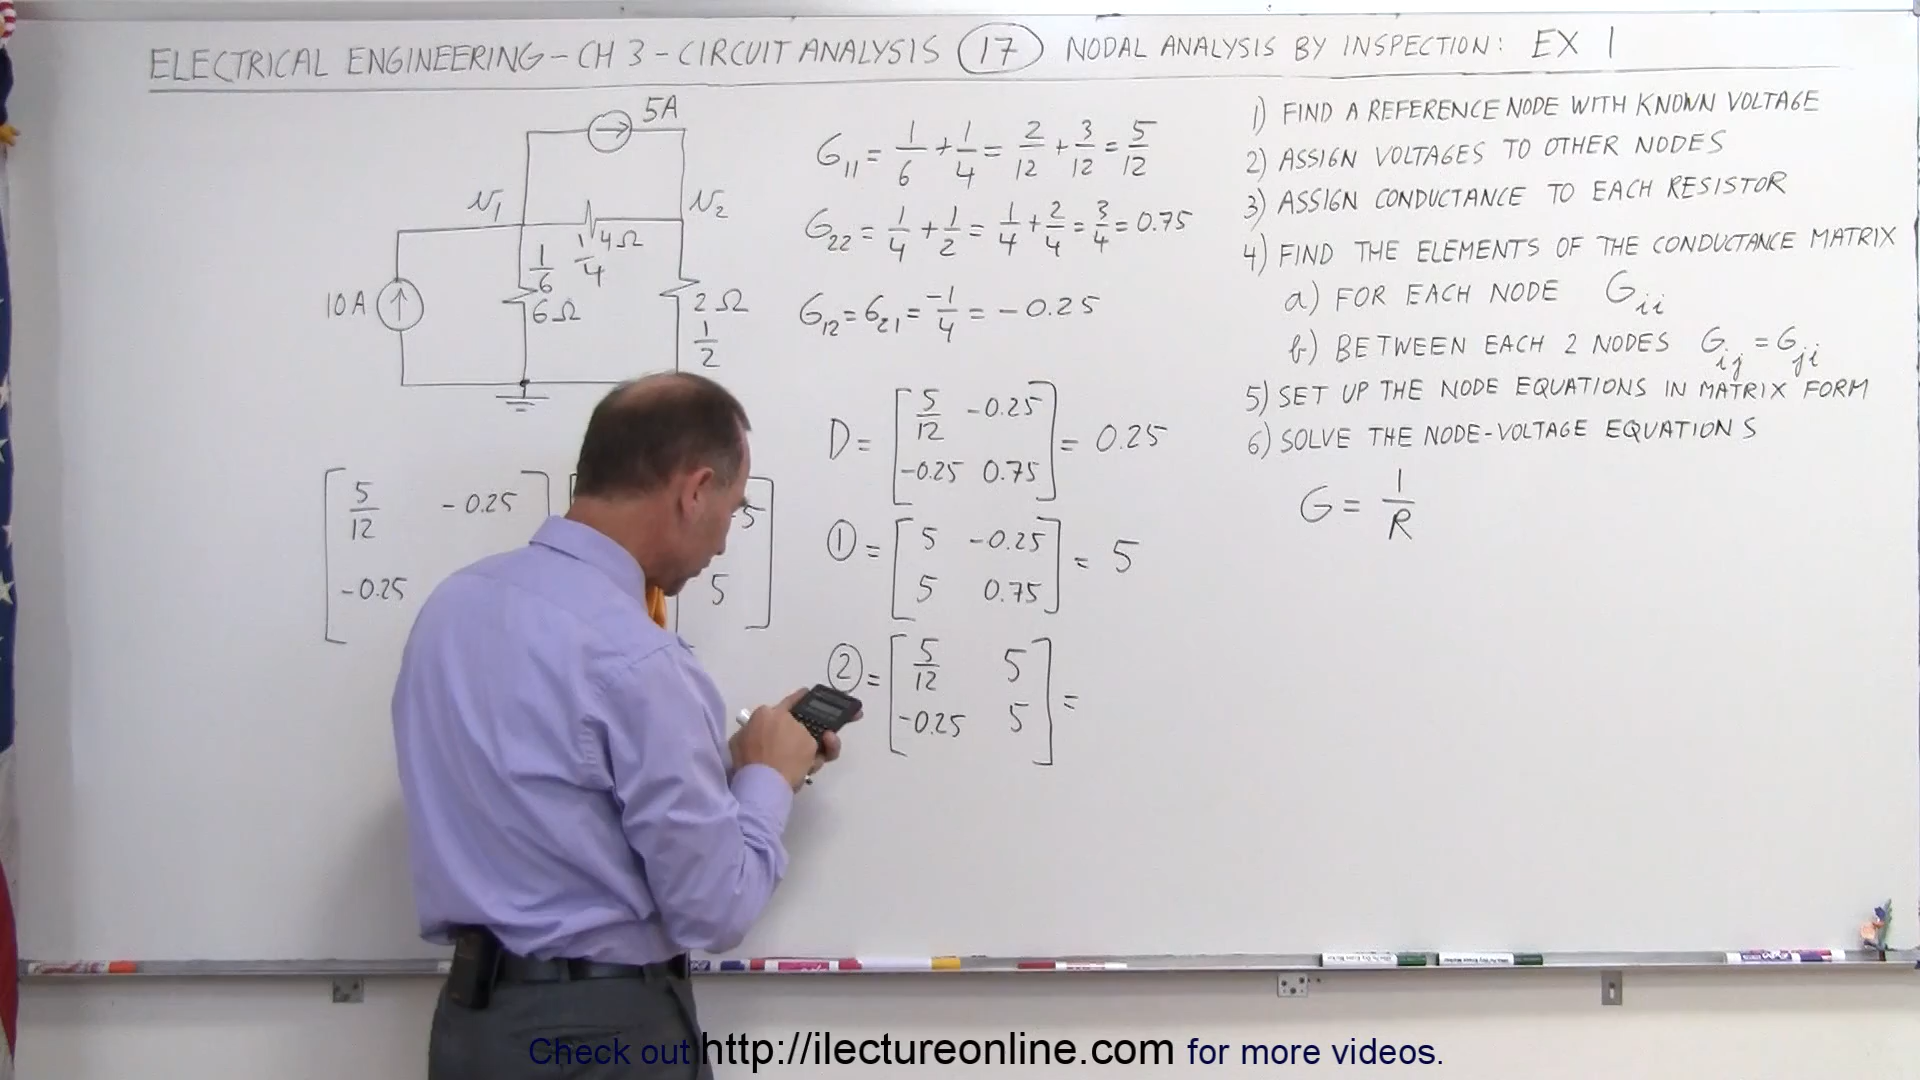 ELECTRICAL ENGINEERING - CH 3 - CIRCUIT ANALYSIS (17) NODAL ANALYSIS BY INSPECTION: EX 1
5A
V₁
V₂
1/6
6Ω
4Ω
1/4
10A
2Ω
1/2
G₁₁ = 1/6 + 1/4 = 2/12 + 3/12 = 5/12
G₂₂ = 1/4 + 1/2 = 1/4 + 2/4 = 3/4 = 0.75
G₁₂ = G₂₁ = -1/4 = -0.25
5/12 -0.25
-5
-0.25
5
D = [ 5/12 -0.25
-0.25 0.75 ] = 0.25
① = [ 5 -0.25
5 0.75 ] = 5
② = [ 5/12 5
-0.25 5 ] =
1) FIND A REFERENCE NODE WITH KNOWN VOLTAGE
2) ASSIGN VOLTAGES TO OTHER NODES
3) ASSIGN CONDUCTANCE TO EACH RESISTOR
4) FIND THE ELEMENTS OF THE CONDUCTANCE MATRIX
a) FOR EACH NODE Gᵢᵢ
b) BETWEEN EACH 2 NODES Gᵢⱼ = Gⱼᵢ
5) SET UP THE NODE EQUATIONS IN MATRIX FORM
6) SOLVE THE NODE-VOLTAGE EQUATIONS
G = 1/R
Check out http://ilectureonline.com for more videos.